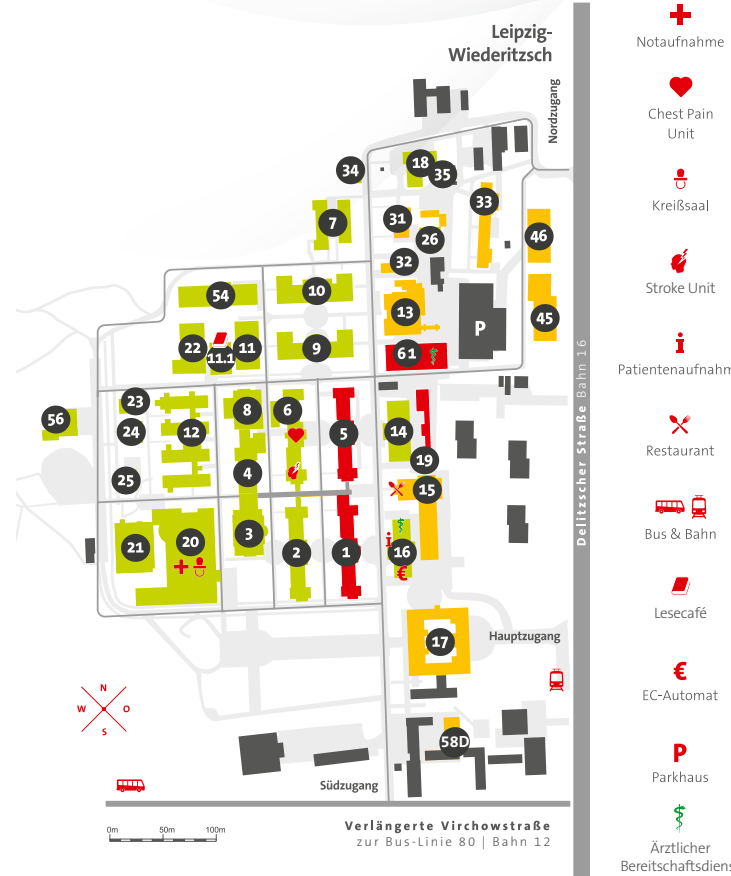 Leipzig-
Wiederitzsch
Nordzugang
34
18
35
33
7
31
26
46
32
10
54
13
45
P
22
11.1
11
9
61
23
56
24
12
8
6
5
14
25
4
19
15
21
20
3
2
1
16
€
17
Hauptzugang
N
W
O
S
58D
Südzugang
0m
50m
100m
Verlängerte Virchowstraße
zur Bus-Linie 80 | Bahn 12
Delitzscher Straße Bahn 16
Notaufnahme
Chest Pain
Unit
Kreißsaal
Stroke Unit
Patientenaufnahm
Restaurant
Bus & Bahn
Lesecafé
€
EC-Automat
P
Parkhaus
Ärztlicher
Bereitschaftsdiens